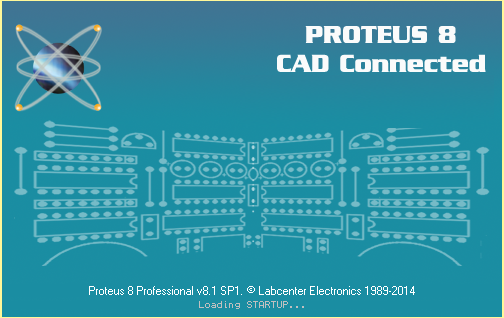 PROTEUS 8
CAD Connected
Proteus 8 Professional v8.1 SP1. © Labcenter Electronics 1989-2014
Loading STARTUP...